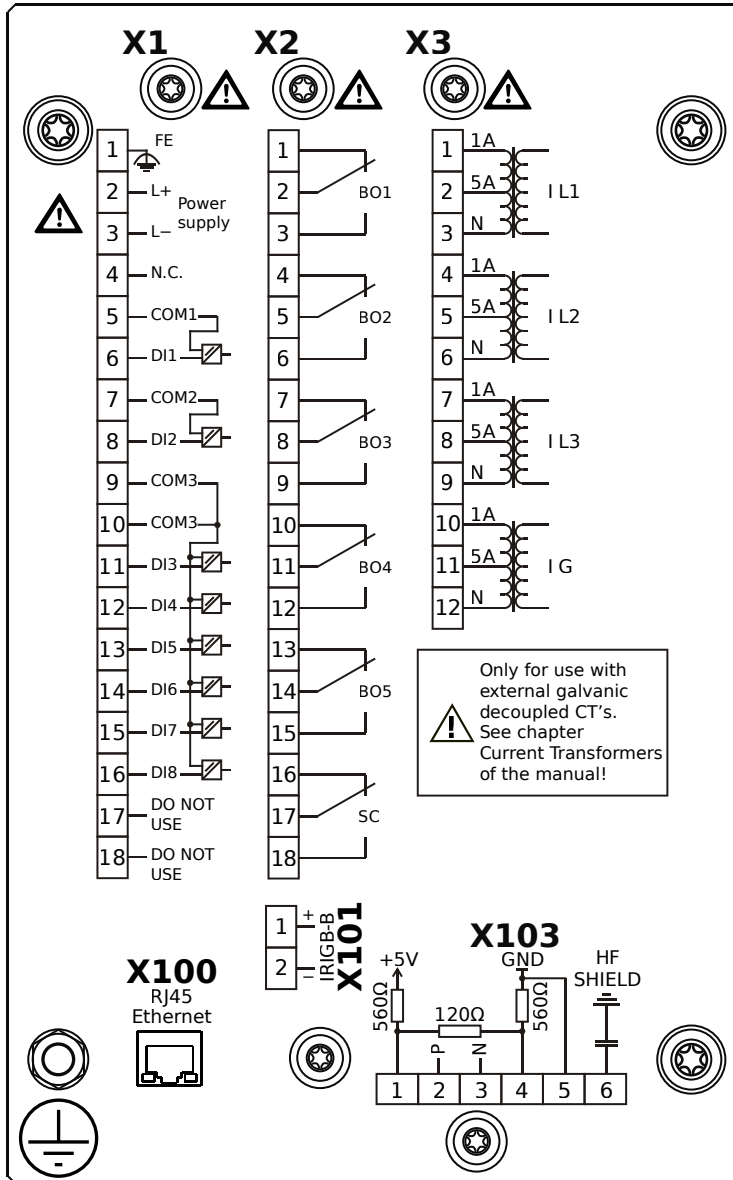 X1
X2
X3
1 FE
2 L+
Power
supply
3 L−
4 N.C.
5 COM1
6 DI1
7 COM2
8 DI2
9 COM3
10 COM3
11 DI3
12 DI4
13 DI5
14 DI6
15 DI7
16 DI8
17 DO NOT
USE
18 DO NOT
USE
1
2 BO1
3
4
5 BO2
6
7
8 BO3
9
10
11 BO4
12
13
14 BO5
15
16
17 SC
18
1 1A
2 5A I L1
3 N
4 1A
5 5A I L2
6 N
7 1A
8 5A I L3
9 N
10 1A
11 5A I G
12 N
Only for use with
external galvanic
decoupled CT's.
See chapter
Current Transformers
of the manual!
1 +
2 −
IRIGB-B
X101
X100
RJ45
Ethernet
X103
+5V
GND
HF
SHIELD
560Ω
120Ω
560Ω
P
N
1 2 3 4 5 6